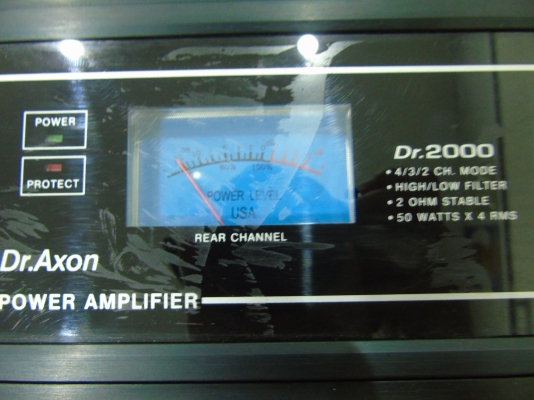 POWER
PROTECT
100%
POWER LEVEL
USA
REAR CHANNEL
Dr.2000
• 4/3/2 CH. MODE
• HIGH/LOW FILTER
• 2 OHM STABLE
• 50 WATTS X 4 RMS
Dr.Axon
POWER AMPLIFIER